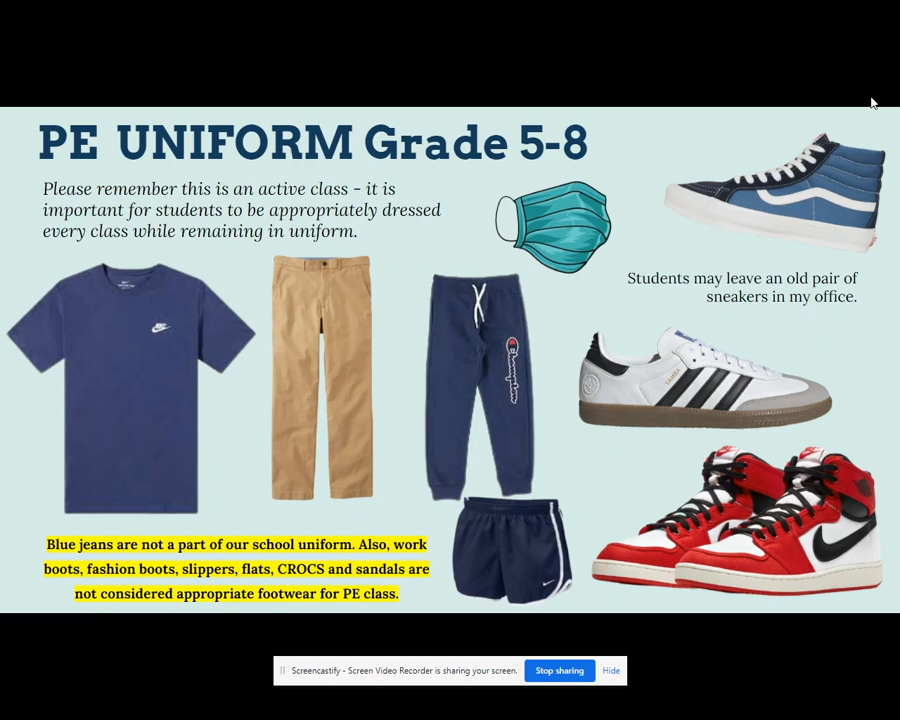 PE UNIFORM Grade 5-8
Please remember this is an active class - it is
important for students to be appropriately dressed
every class while remaining in uniform.
Students may leave an old pair of
sneakers in my office.
Champion
SAMBA
Blue jeans are not a part of our school uniform. Also, work
boots, fashion boots, slippers, flats, CROCS and sandals are
not considered appropriate footwear for PE class.
Screencastify - Screen Video Recorder is sharing your screen.
Stop sharing
Hide